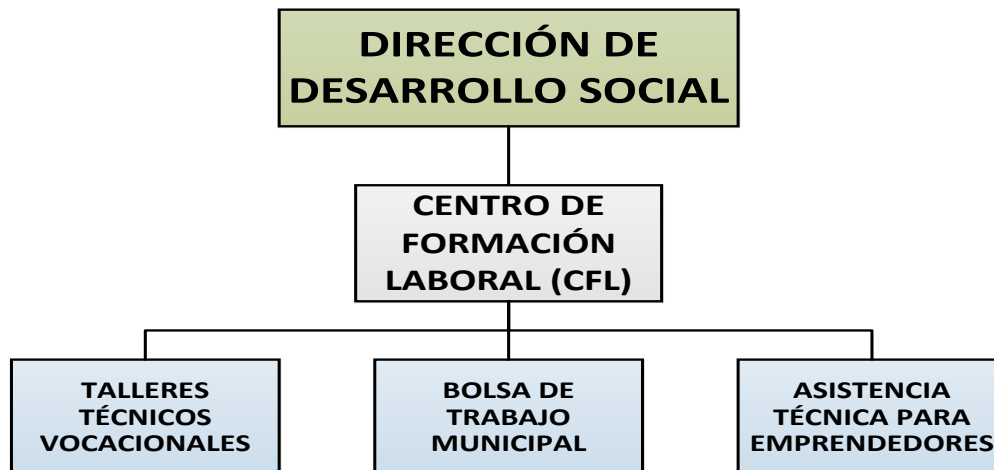 DIRECCIÓN DE
DESARROLLO SOCIAL
CENTRO DE
FORMACIÓN
LABORAL (CFL)
TALLERES
TÉCNICOS
VOCACIONALES
BOLSA DE
TRABAJO
MUNICIPAL
ASISTENCIA
TÉCNICA PARA
EMPRENDEDORES